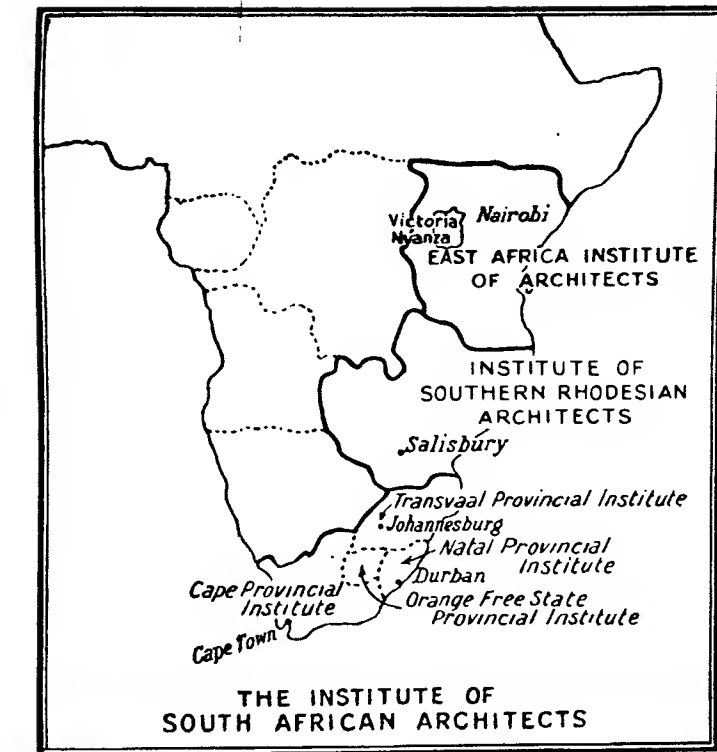 Victoria
Nyanza
Nairobi
EAST AFRICA INSTITUTE
OF ARCHITECTS
INSTITUTE OF
SOUTHERN RHODESIAN
ARCHITECTS
Salisbury
Transvaal Provincial Institute
Johannesburg
Natal Provincial
Institute
Durban
Cape Provincial
Institute
Orange Free State
Provincial Institute
Cape Town
THE INSTITUTE OF
SOUTH AFRICAN ARCHITECTS